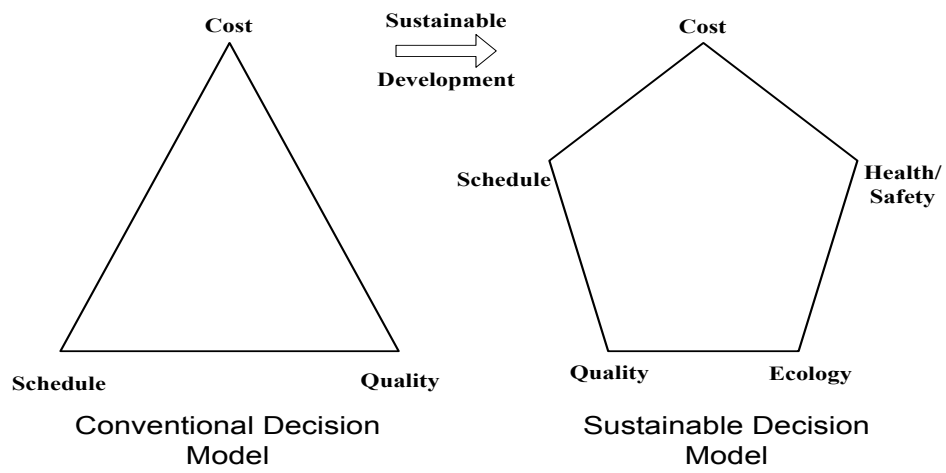 Cost
Sustainable
Development
Cost
Schedule
Health/
Safety
Schedule
Quality
Quality
Ecology
Conventional Decision
Model
Sustainable Decision
Model